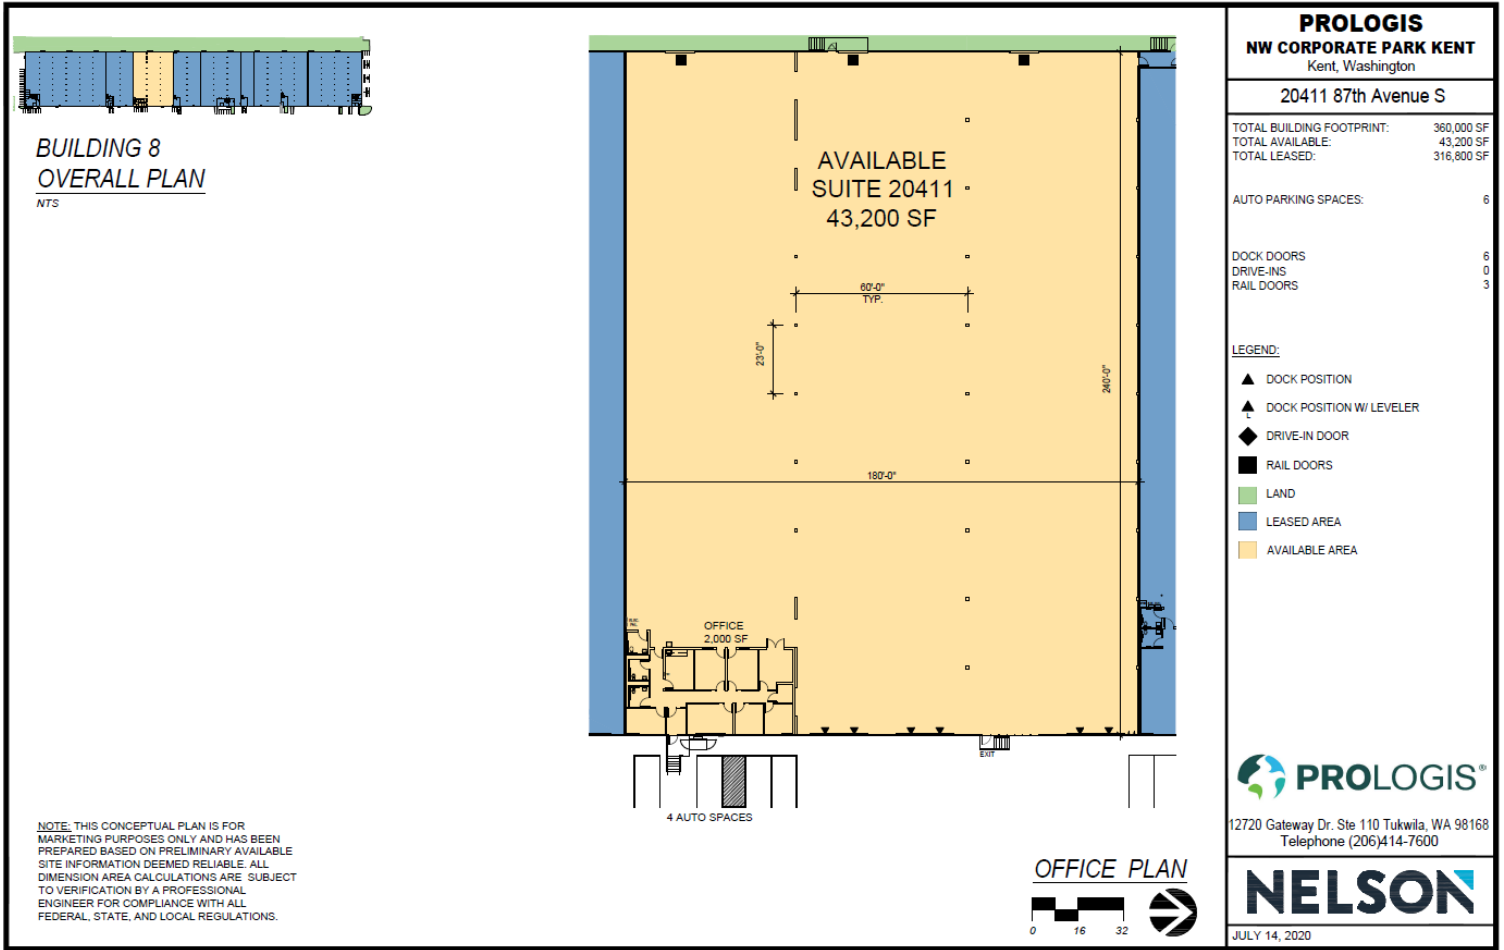 BUILDING 8
OVERALL PLAN
NTS
AVAILABLE
SUITE 20411
43,200 SF
60'-0"
TYP.
23'-0"
240'-0"
180'-0"
OFFICE
2,000 SF
EXIT
4 AUTO SPACES
NOTE: THIS CONCEPTUAL PLAN IS FOR
MARKETING PURPOSES ONLY AND HAS BEEN
PREPARED BASED ON PRELIMINARY AVAILABLE
SITE INFORMATION DEEMED RELIABLE. ALL
DIMENSION AREA CALCULATIONS ARE SUBJECT
TO VERIFICATION BY A PROFESSIONAL
ENGINEER FOR COMPLIANCE WITH ALL
FEDERAL, STATE, AND LOCAL REGULATIONS.
OFFICE PLAN
0 16 32
PROLOGIS
NW CORPORATE PARK KENT
Kent, Washington
20411 87th Avenue S
TOTAL BUILDING FOOTPRINT: 360,000 SF
TOTAL AVAILABLE: 43,200 SF
TOTAL LEASED: 316,800 SF
AUTO PARKING SPACES: 6
DOCK DOORS 6
DRIVE-INS 0
RAIL DOORS 3
LEGEND:
DOCK POSITION
L DOCK POSITION W/ LEVELER
DRIVE-IN DOOR
RAIL DOORS
LAND
LEASED AREA
AVAILABLE AREA
PROLOGIS®
12720 Gateway Dr. Ste 110 Tukwila, WA 98168
Telephone (206)414-7600
NELSON
JULY 14, 2020